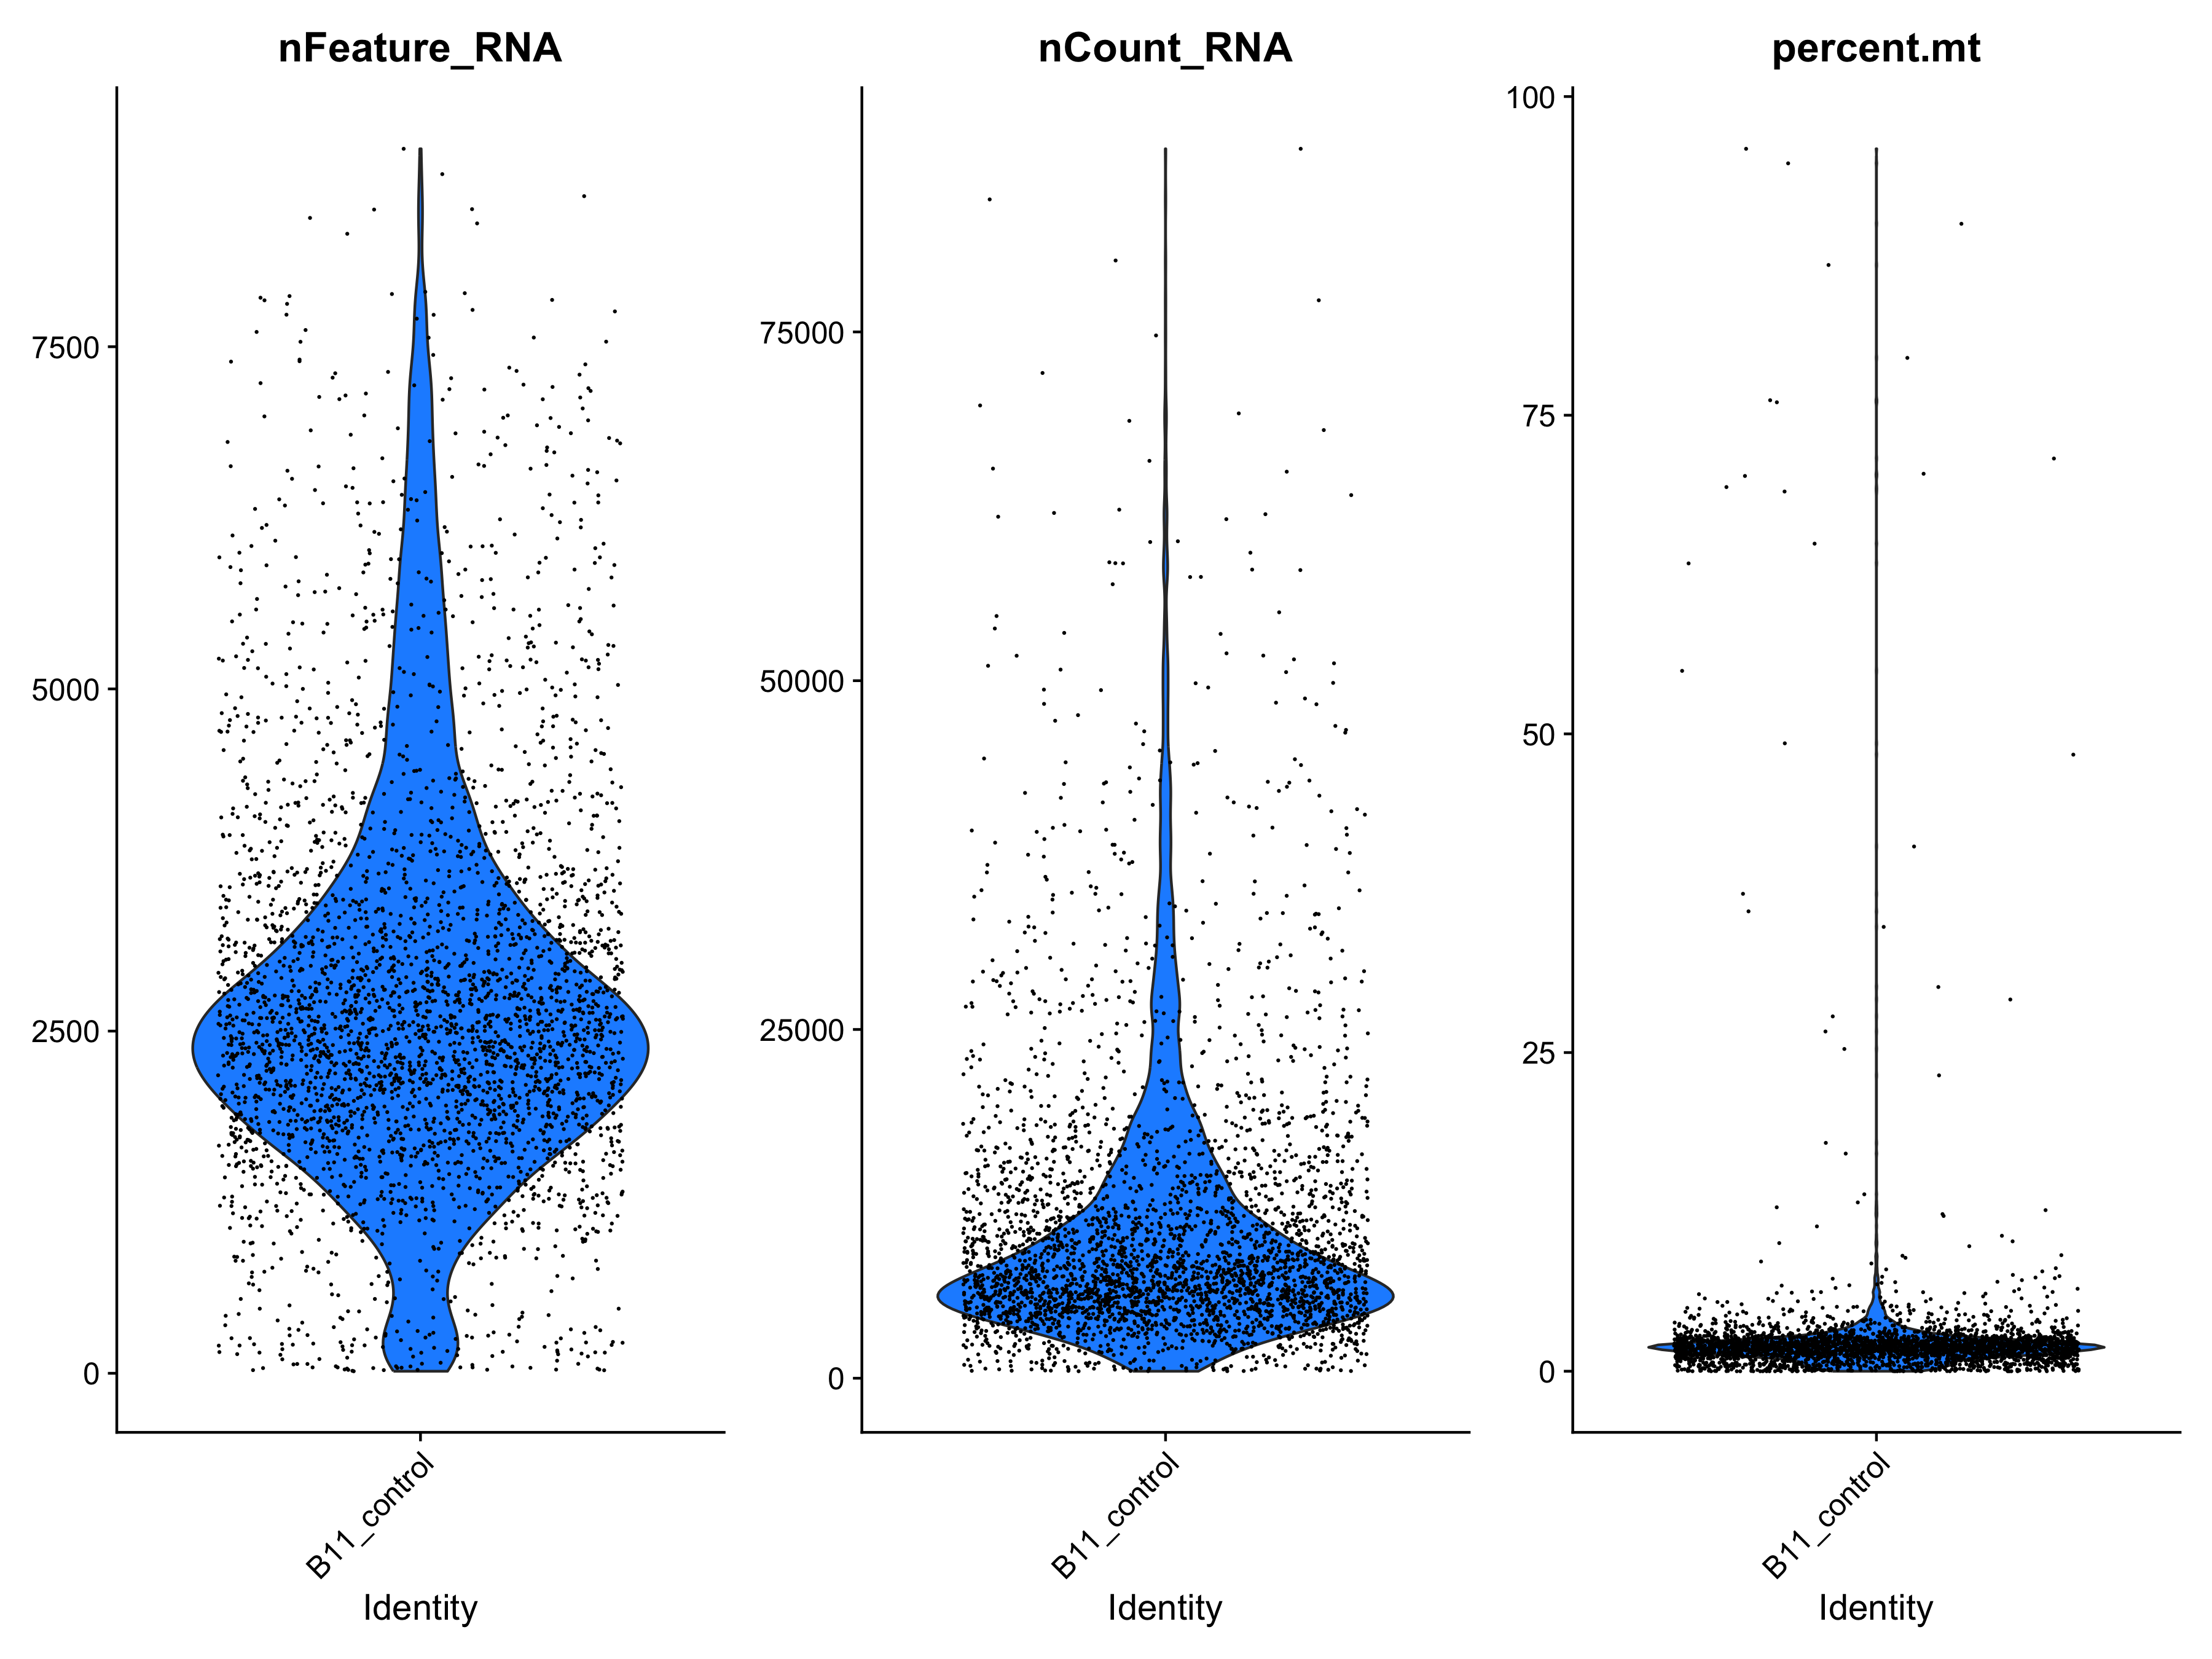 nFeature_RNA
7500
5000
2500
0
B11_control
Identity
nCount_RNA
75000
50000
25000
0
B11_control
Identity
percent.mt
100
75
50
25
0
B11_control
Identity